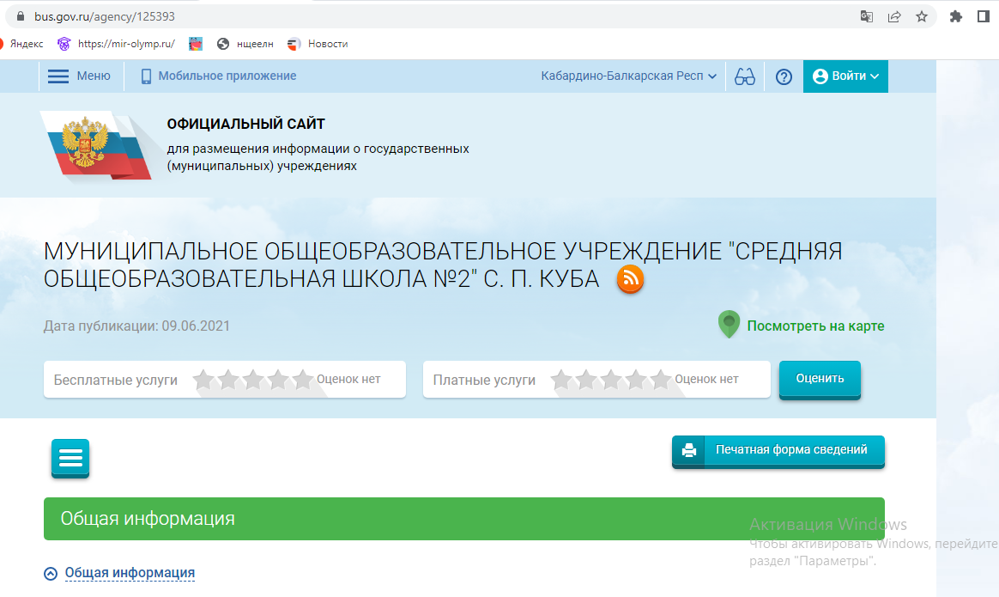 bus.gov.ru/agency/125393
Яндекс https://mir-olymp.ru/ нщеелн Новости
Меню Мобильное приложение Кабардино-Балкарская Респ Войти
ОФИЦИАЛЬНЫЙ САЙТ
для размещения информации о государственных
(муниципальных) учреждениях
МУНИЦИПАЛЬНОЕ ОБЩЕОБРАЗОВАТЕЛЬНОЕ УЧРЕЖДЕНИЕ "СРЕДНЯЯ
ОБЩЕОБРАЗОВАТЕЛЬНАЯ ШКОЛА №2" С. П. КУБА
Дата публикации: 09.06.2021 Посмотреть на карте
Бесплатные услуги Оценок нет Платные услуги Оценок нет Оценить
Печатная форма сведений
Общая информация
Активация Windows
Чтобы активировать Windows, перейдите
раздел "Параметры".
Общая информация